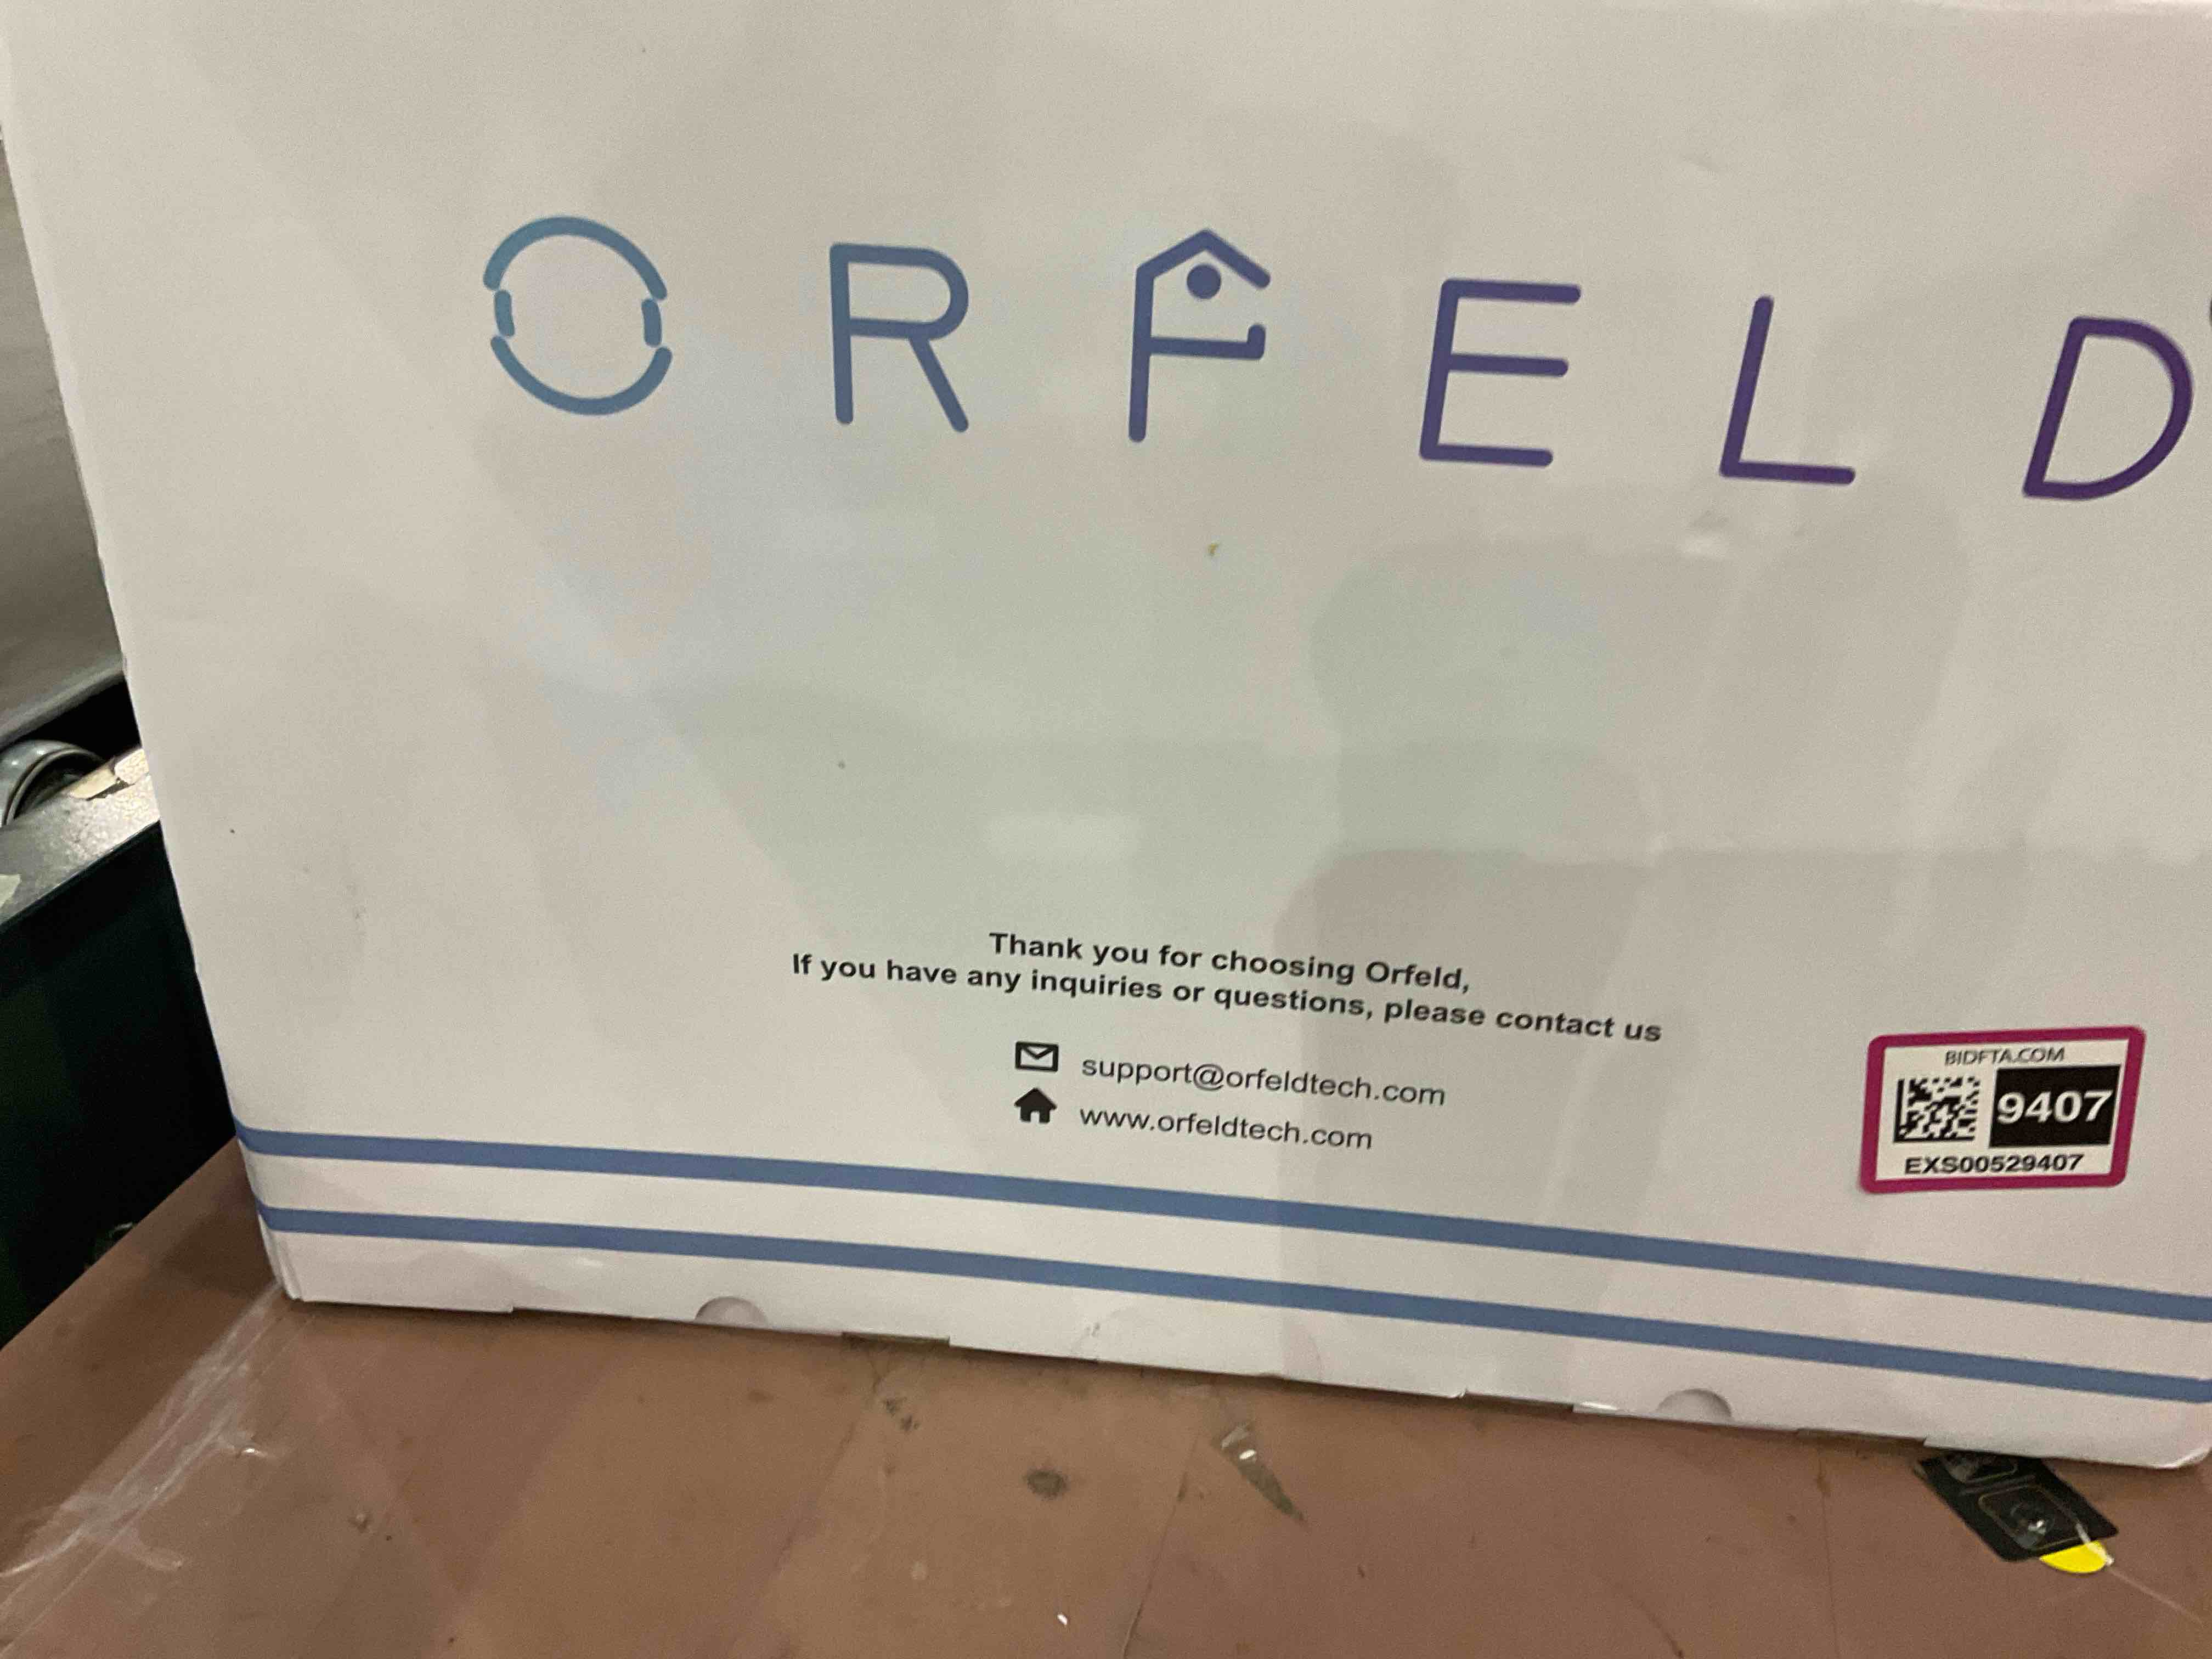 ORFELD
Thank you for choosing Orfeld,
If you have any inquiries or questions, please contact us
support@orfeldtech.com
www.orfeldtech.com
BIDFTA.COM
9407
EXS00529407